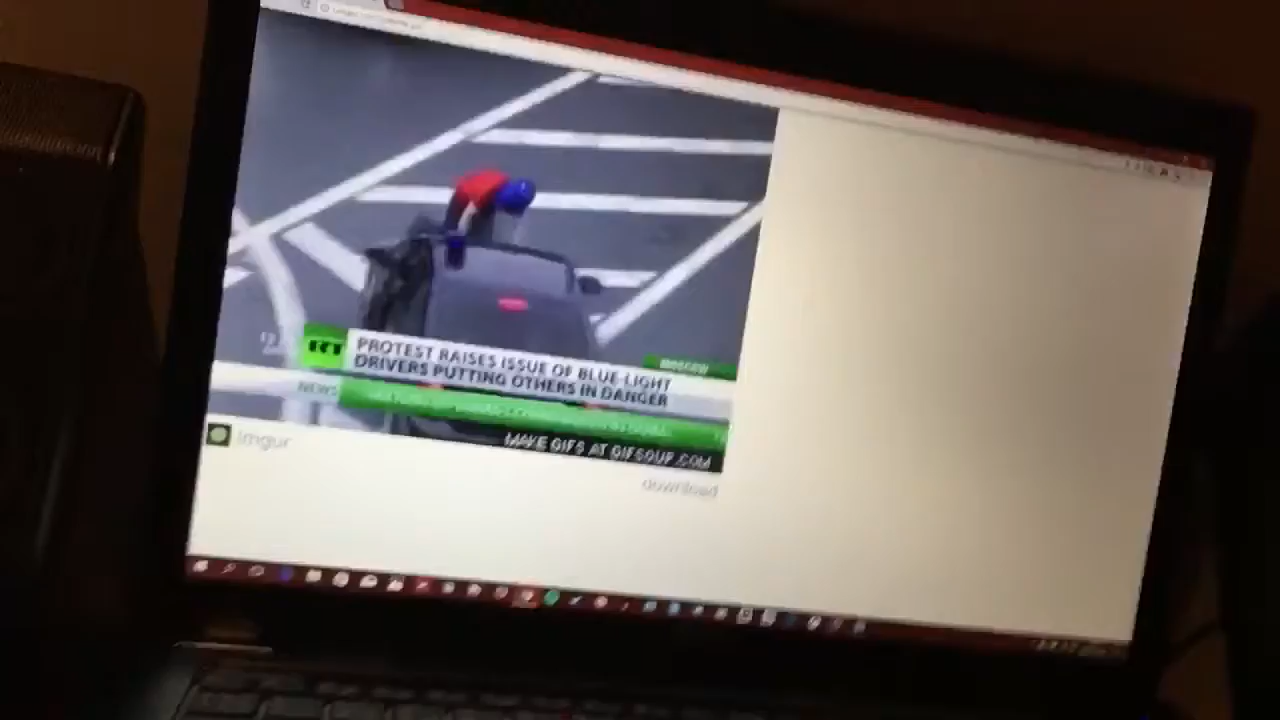 RT
PROTEST RAISES ISSUE OF BLUE-LIGHT
DRIVERS PUTTING OTHERS IN DANGER
MOSCOW
NEWS
MAKE GIFS AT GIFSOUP.COM
imgur
download